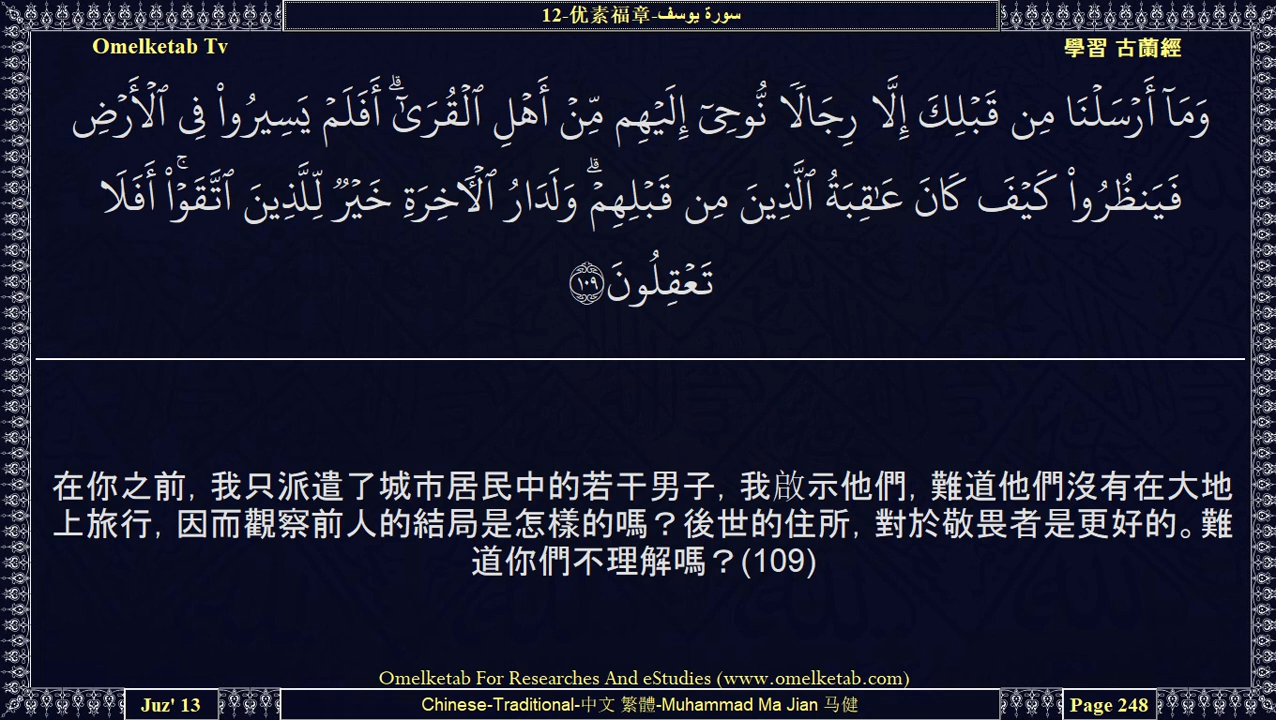 12-优素福章-سورة يوسف
Omelketab Tv
學習 古蘭經
وَمَآ أَرۡسَلۡنَا مِن قَبۡلِكَ إِلَّا رِجَالٗا نُّوحِيٓ إِلَيۡهِم مِّنۡ أَهۡلِ ٱلۡقُرَىٰٓۗ أَفَلَمۡ يَسِيرُواْ فِي ٱلۡأَرۡضِ
فَيَنظُرُواْ كَيۡفَ كَانَ عَٰقِبَةُ ٱلَّذِينَ مِن قَبۡلِهِمۡۗ وَلَدَارُ ٱلۡأٓخِرَةِ خَيۡرٞ لِّلَّذِينَ ٱتَّقَوۡاْۚ أَفَلَا
تَعۡقِلُونَ ١٠٩
在你之前, 我只派遣了城市居民中的若干男子, 我啟示他們, 難道他們沒有在大地
上旅行, 因而觀察前人的結局是怎樣的嗎？後世的住所, 對於敬畏者是更好的。難
道你們不理解嗎？(109)
Omelketab For Researches And eStudies (www.omelketab.com)
Juz' 13
Chinese-Traditional-中文 繁體-Muhammad Ma Jian 马健
Page 248